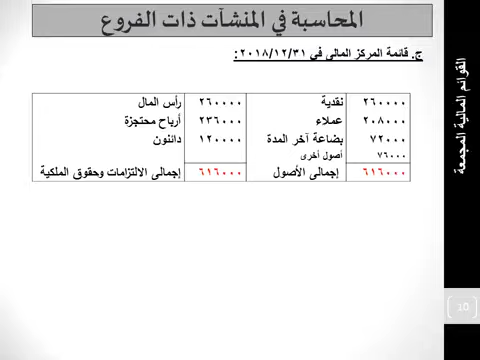 المحاسبة في المنشآت ذات الفروع
ج. قائمة المركز المالى فى ٢٠١٨/١٢/٣١ :
٢٦٠٠٠٠ نقدية ٢٦٠٠٠٠ رأس المال
٢٠٨٠٠٠ عملاء ٢٣٦٠٠٠ أرباح محتجزة
٧٢٠٠٠ بضاعة آخر المدة ١٢٠٠٠٠ دائنون
٧٦٠٠٠ أصول أخرى
٦١٦٠٠٠ إجمالى الأصول ٦١٦٠٠٠ إجمالى الالتزامات وحقوق الملكية
القوائم المالية المجمعة